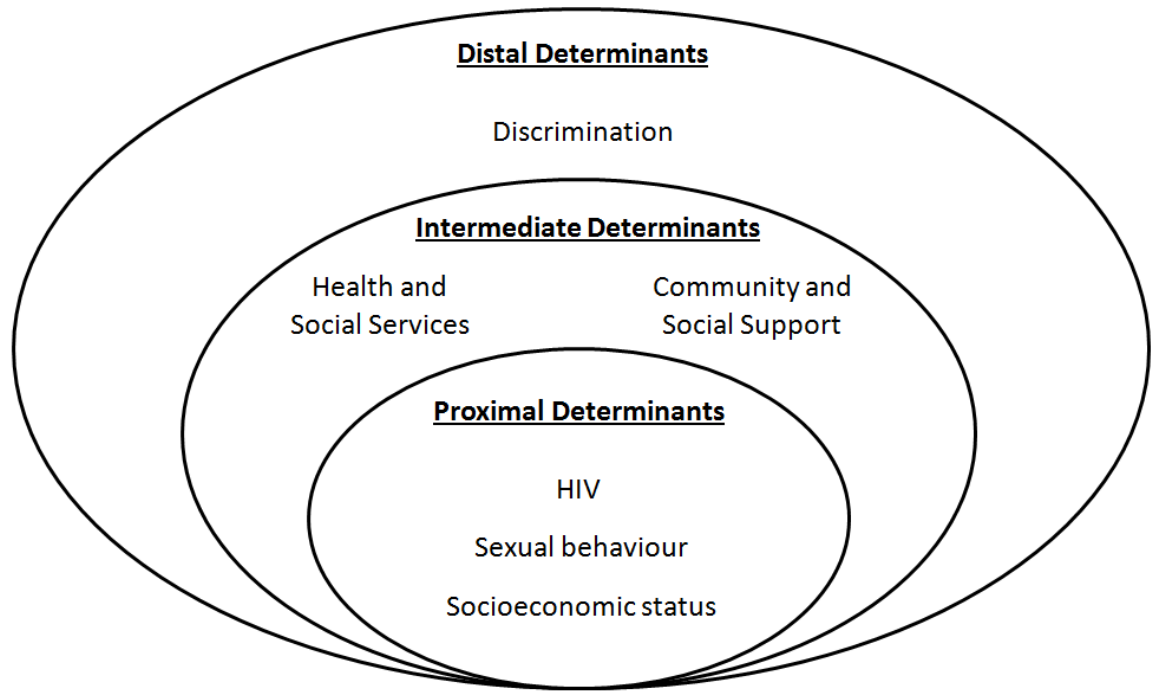 Distal Determinants
Discrimination
Intermediate Determinants
Health and
Social Services
Community and
Social Support
Proximal Determinants
HIV
Sexual behaviour
Socioeconomic status